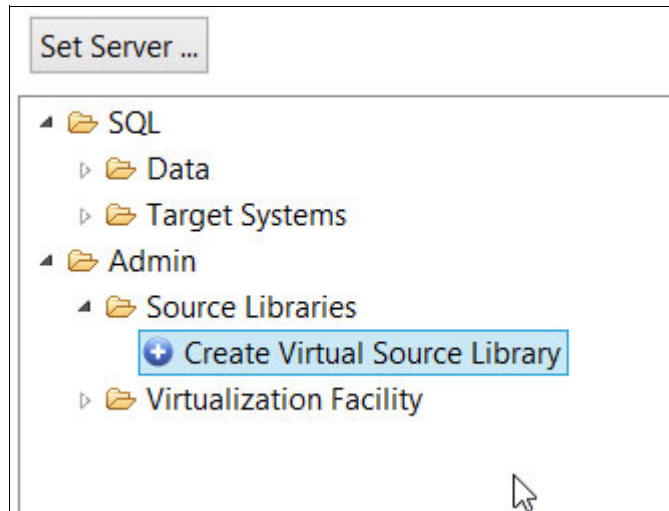 Set Server ...
SQL
Data
Target Systems
Admin
Source Libraries
Create Virtual Source Library
Virtualization Facility